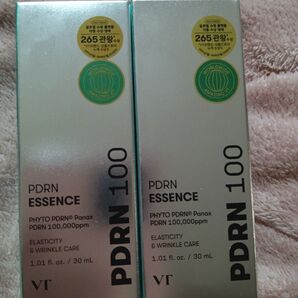 265 관왕
PDRN
ESSENCE
PHYTO PDRN® Panax
PDRN 100,000ppm
ELASTICITY
& WRINKLE CARE
1.01 fl. oz. / 30 mL
VT
PDRN 100
265 관왕
PDRN
ESSENCE
PHYTO PDRN® Panax
PDRN 100,000ppm
ELASTICITY
& WRINKLE CARE
1.01 fl. oz. / 30 mL
VT
PDRN 100